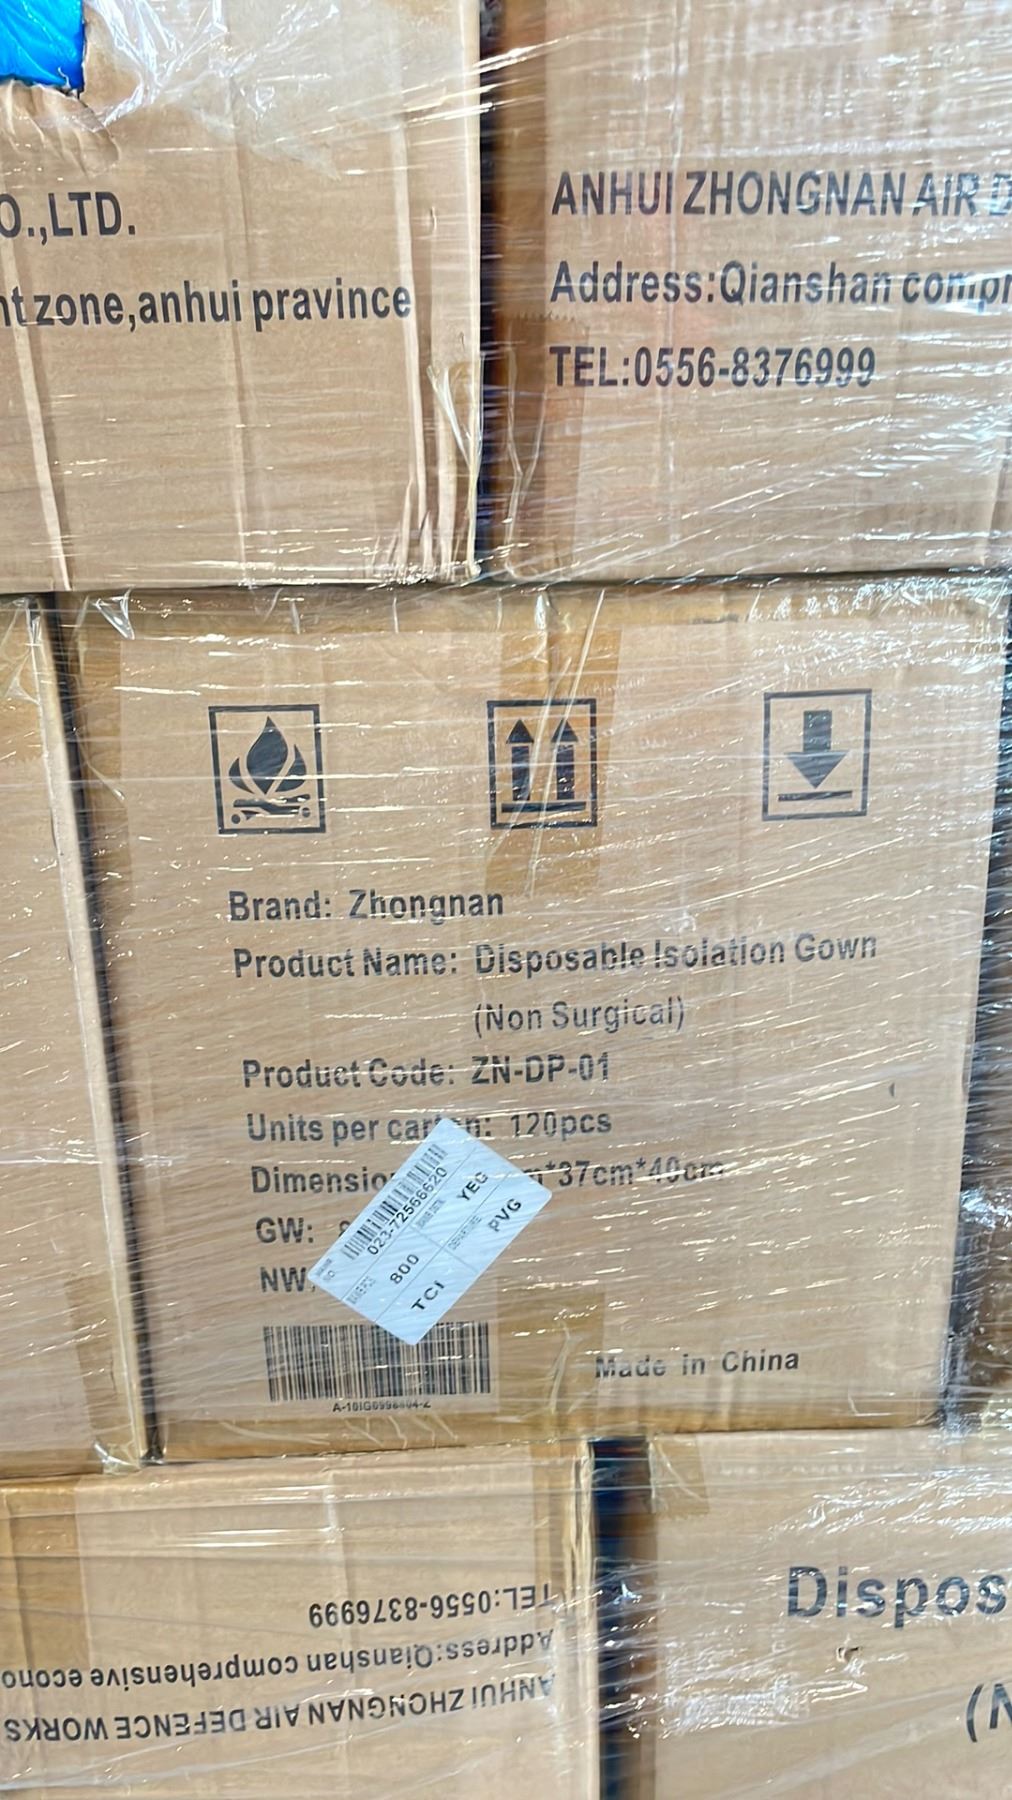 O.,LTD.
nt zone,anhui pravince
ANHUI ZHONGNAN AIR D
Address:Qianshan compr
TEL:0556-8376999
Brand: Zhongnan
Product Name: Disposable Isolation Gown
(Non Surgical)
Product Code: ZN-DP-01
Units per carton: 120pcs
Dimensio *37cm*40cm
GW:
NW
023-72566620
YEG
800
PVG
TCI
Made in China
TEL:0556-8376999
Address:Qianshan comprehensive econo
ANHUI ZHONGNAN AIR DEFENCE WORKS
Dispos
(N